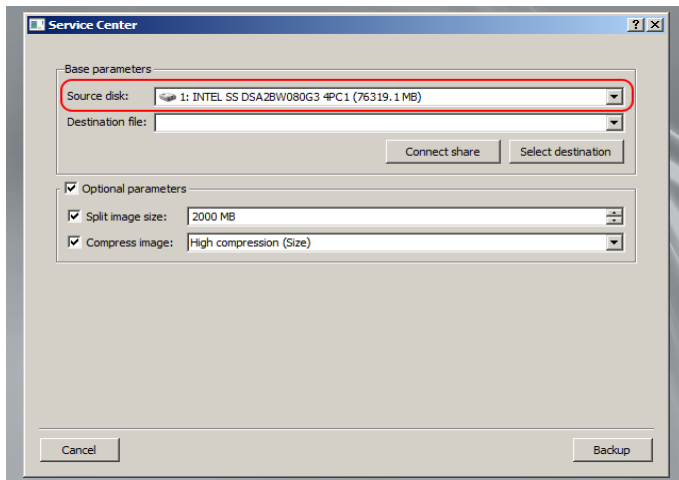 Service Center
Base parameters
Source disk: 1: INTEL SS DSA2BW080G3 4PC1 (76319.1 MB)
Destination file:
Connect share Select destination
Optional parameters
Split image size: 2000 MB
Compress image: High compression (Size)
Cancel Backup